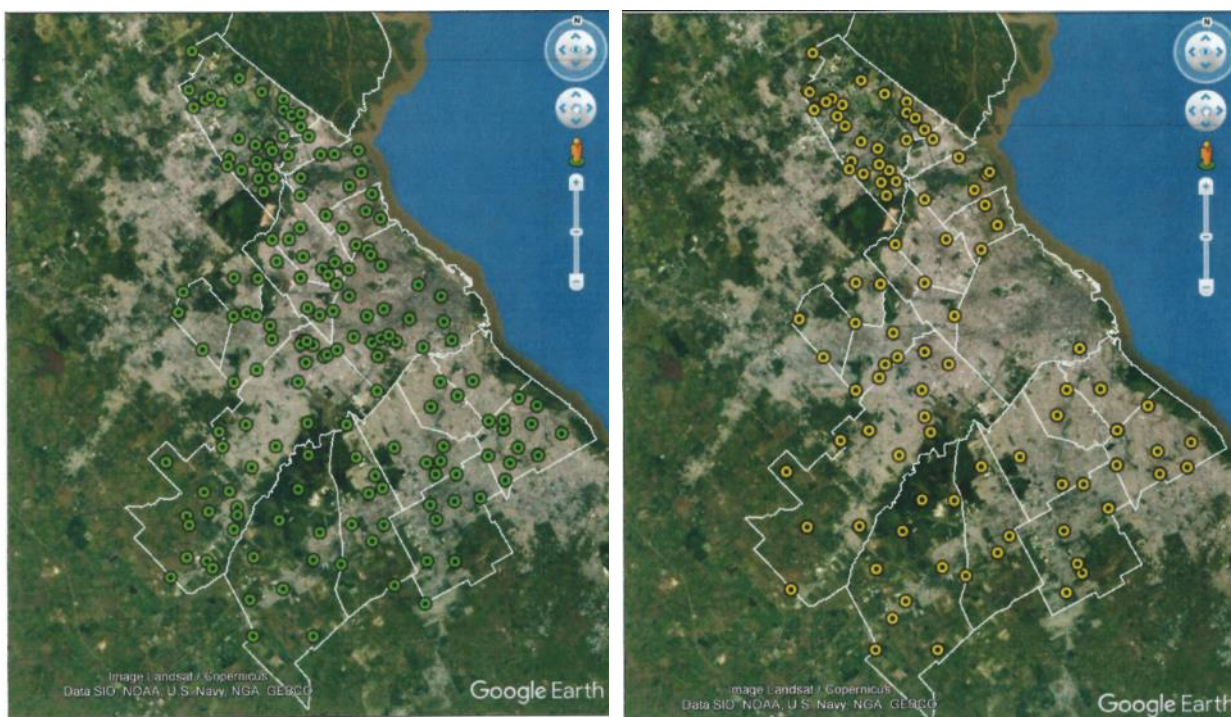 N
Image Landsat / Copernicus
Data SIO, NOAA, U.S. Navy, NGA, GEBCO
Google Earth
N
Image Landsat / Copernicus
Data SIO, NOAA, U.S. Navy, NGA, GEBCO
Google Earth